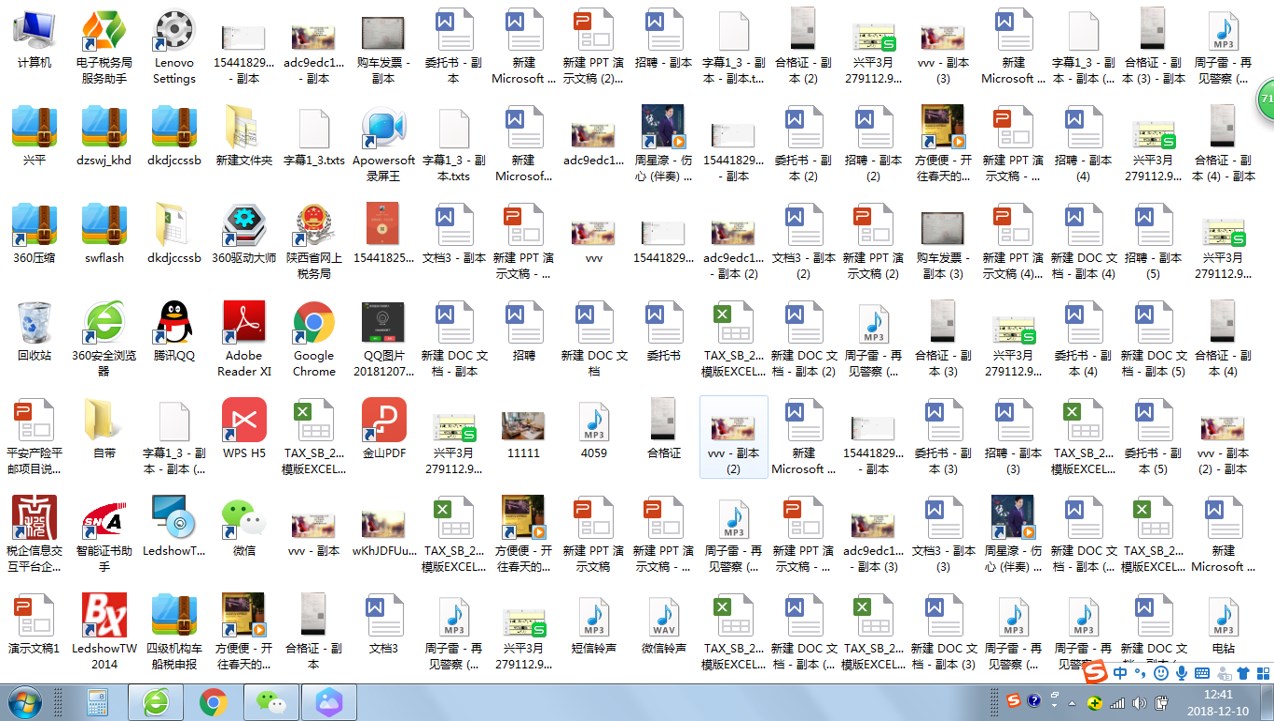 计算机
电子税务局
服务助手
Lenovo
Settings
15441829...
- 副本
adc9edc1...
- 副本
购车发票 -
副本
委托书 - 副
本
新建
Microsoft ...
新建 PPT 演
示文稿 (2)...
招聘 - 副本
字幕1_3 - 副
本 - 副本.t...
合格证 - 副
本 (2)
兴平3月
279112.9...
vvv - 副本
(3)
新建
Microsoft ...
字幕1_3 - 副
本 - 副本 (...
合格证 - 副
本 (3) - 副本
周子雷 - 再
见警察 (...
兴平
dzswj_khd
dkdjccssb
新建文件夹
字幕1_3.txts
Apowersoft
录屏王
字幕1_3 - 副
本.txts
新建
Microsof...
adc9edc1...
周星濛 - 伤
心 (伴奏) ...
15441829...
- 副本
委托书 - 副
本 (2)
招聘 - 副本
(2)
方便便 - 开
往春天的...
新建 PPT 演
示文稿 - ...
招聘 - 副本
(4)
兴平3月
279112.9...
合格证 - 副
本 (4) - 副本
71
360压缩
swflash
dkdjccssb
360驱动大师
陕西省网上
税务局
15441825...
文档3 - 副本
新建 PPT 演
示文稿 - ...
vvv
15441829...
adc9edc1...
- 副本 (2)
文档3 - 副本
(2)
新建 PPT 演
示文稿 (2)
购车发票 -
副本 (3)
新建 PPT 演
示文稿 (4)...
新建 DOC 文
档 - 副本 (4)
招聘 - 副本
(5)
兴平3月
279112.9...
回收站
360安全浏览
器
腾讯QQ
Adobe
Reader XI
Google
Chrome
QQ图片
20181207...
新建 DOC 文
档 - 副本
招聘
新建 DOC 文
档
委托书
TAX_SB_2...
模版EXCEL...
新建 DOC 文
档 - 副本 (2)
周子雷 - 再
见警察 (...
合格证 - 副
本 (3)
兴平3月
279112.9...
委托书 - 副
本 (4)
新建 DOC 文
档 - 副本 (5)
合格证 - 副
本 (4)
平安产险平
邮项目说...
自带
字幕1_3 - 副
本 - 副本 (...
WPS H5
TAX_SB_2...
模版EXCEL...
金山PDF
兴平3月
279112.9...
11111
4059
合格证
vvv - 副本
(2)
新建
Microsoft ...
15441829...
- 副本
委托书 - 副
本 (3)
招聘 - 副本
(3)
TAX_SB_2...
模版EXCEL...
委托书 - 副
本 (5)
vvv - 副本
(2) - 副本
税企信息交
互平台企...
智能证书助
手
LedshowT...
微信
vvv - 副本
wKhJDFUu...
TAX_SB_2...
模版EXCEL...
方便便 - 开
往春天的...
新建 PPT 演
示文稿
新建 PPT 演
示文稿 - ...
周子雷 - 再
见警察 (...
新建 PPT 演
示文稿 - ...
adc9edc1...
- 副本 (3)
文档3 - 副本
(3)
周星濛 - 伤
心 (伴奏) ...
新建 DOC 文
档 - 副本 (...
TAX_SB_2...
模版EXCEL...
新建
Microsoft ...
演示文稿1
LedshowTW
2014
四级机构车
船税申报
方便便 - 开
往春天的...
合格证 - 副
本
文档3
周子雷 - 再
见警察 (...
兴平3月
279112.9...
短信铃声
微信铃声
TAX_SB_2...
模版EXCEL...
新建 DOC 文
档 - 副本 (...
TAX_SB_2...
模版EXCEL...
新建 DOC 文
档 - 副本 (3)
周子雷 - 再
见警察 (...
周子雷 - 再
见警察
新建 DOC 文
电钻
中
12:41
2018-12-10